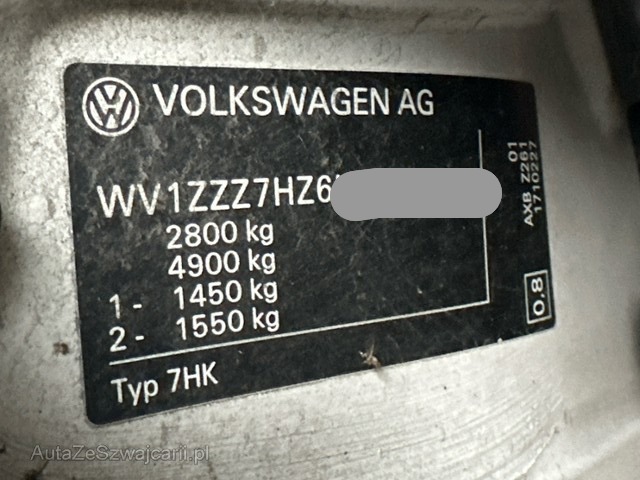 VOLKSWAGEN AG
WV1ZZZ7HZ6
2800 kg
4900 kg
1 - 1450 kg
2 - 1550 kg
Typ 7HK
01
AXB Z261
1710227
0.8
AutaZeSzwajcarii.pl